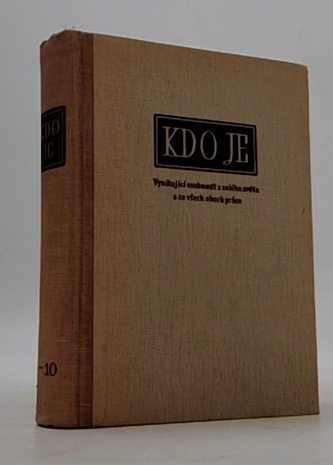 KDO
JE
-10
KDO JE
Vynikající osobnosti z celého světa
a ze všech oborů práce